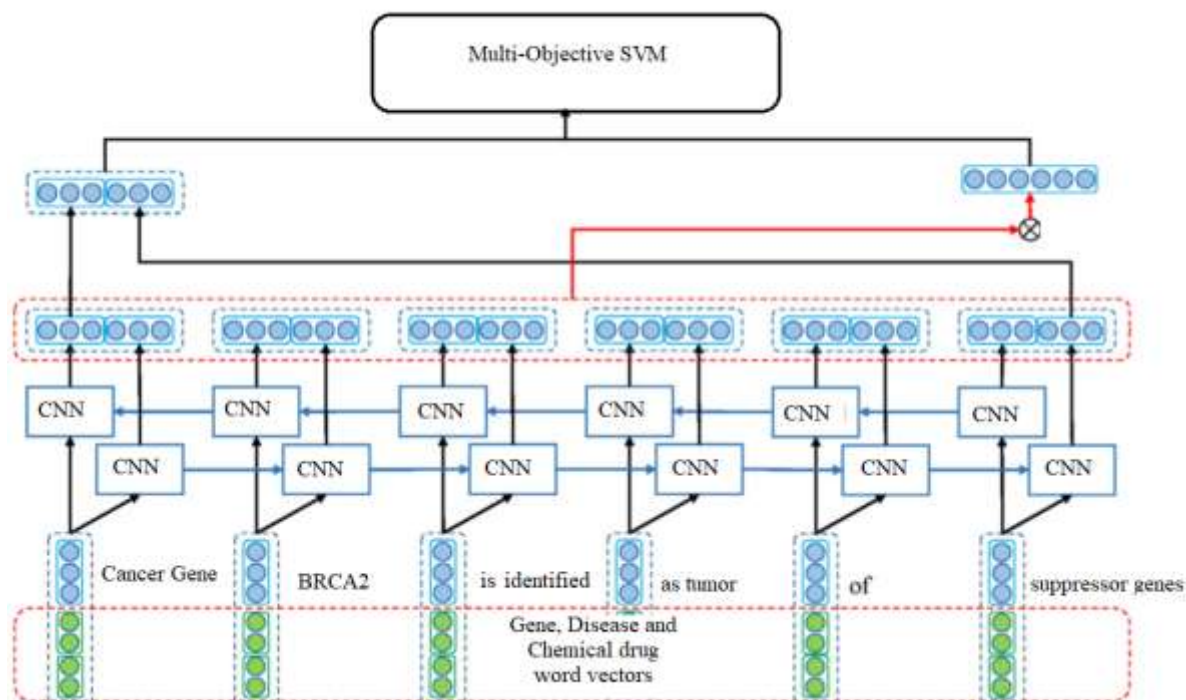 Multi-Objective SVM
CNN CNN CNN CNN CNN CNN
CNN CNN CNN CNN CNN CNN
Cancer Gene BRCA2 is identified as tumor of suppressor genes
Gene, Disease and
Chemical drug
word vectors